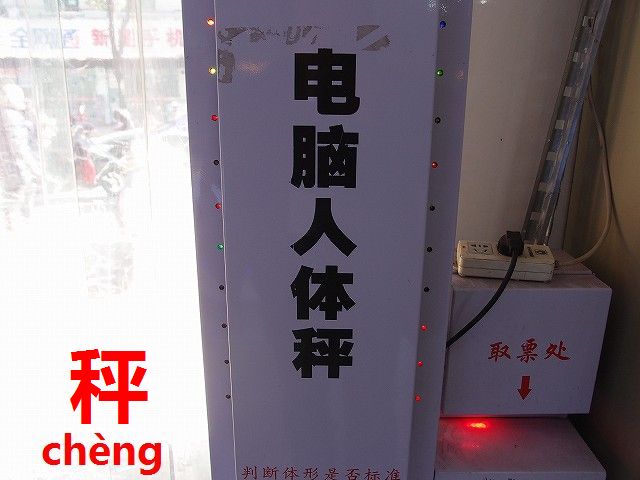 电脑人体秤
取票处
判断体形是否标准
秤
chèng